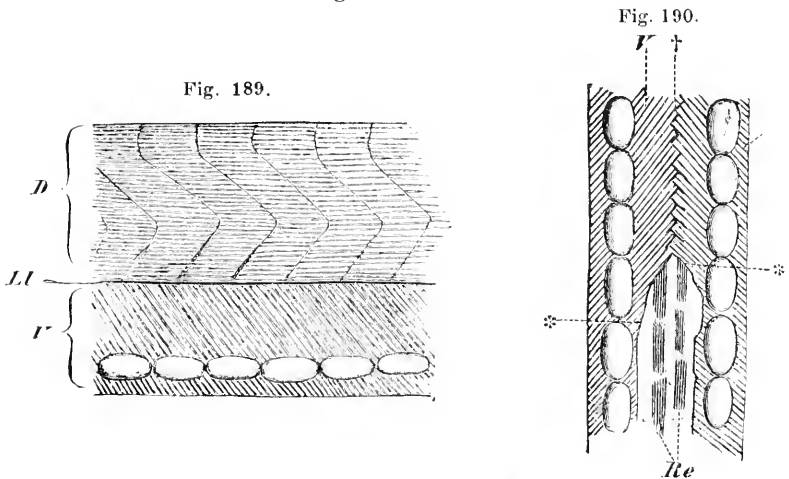 Fig. 189.
D
Ll
V
Fig. 190.
V †
*
*
Re